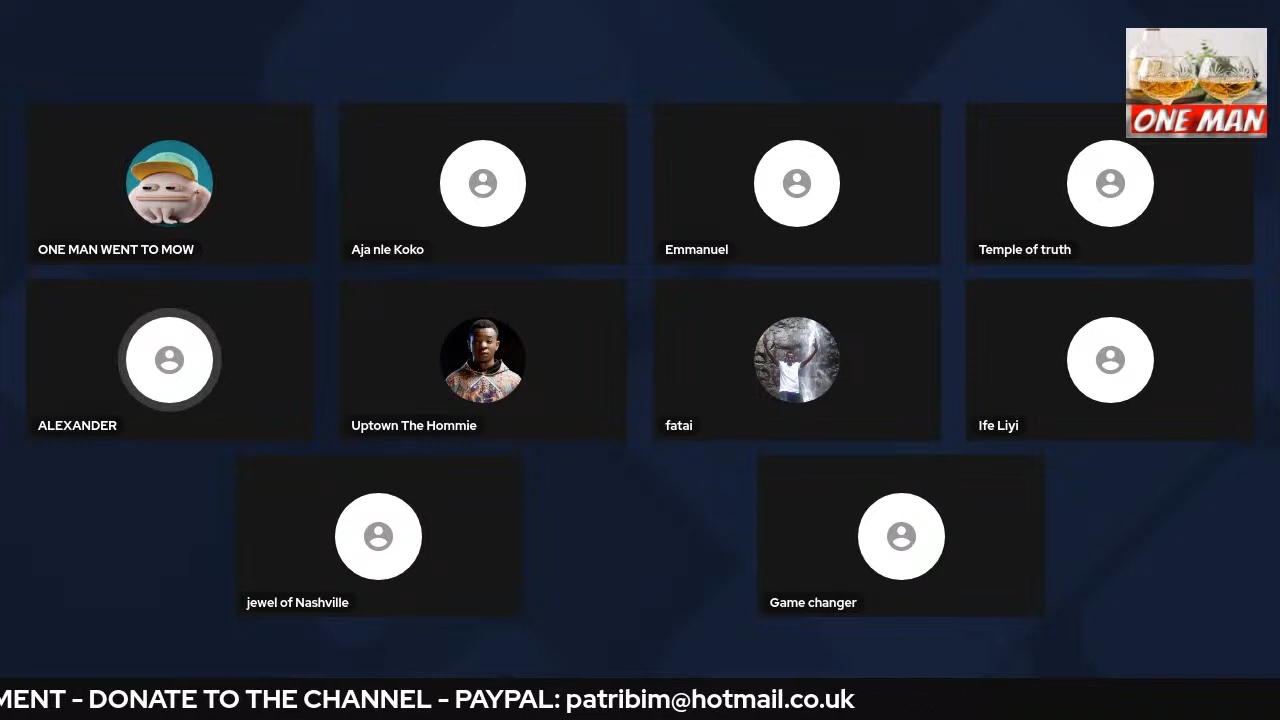 ONE MAN
ONE MAN WENT TO MOW
Aja nle Koko
Emmanuel
Temple of truth
ALEXANDER
Uptown The Hommie
fatai
Ife Liyi
jewel of Nashville
Game changer
MENT - DONATE TO THE CHANNEL - PAYPAL: patribim@hotmail.co.uk